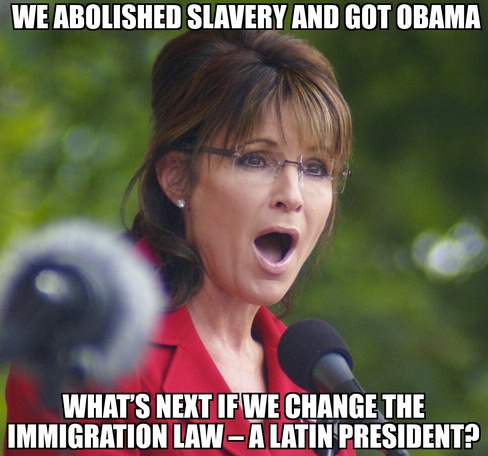 WE ABOLISHED SLAVERY AND GOT OBAMA
WHAT'S NEXT IF WE CHANGE THE
IMMIGRATION LAW – A LATIN PRESIDENT?